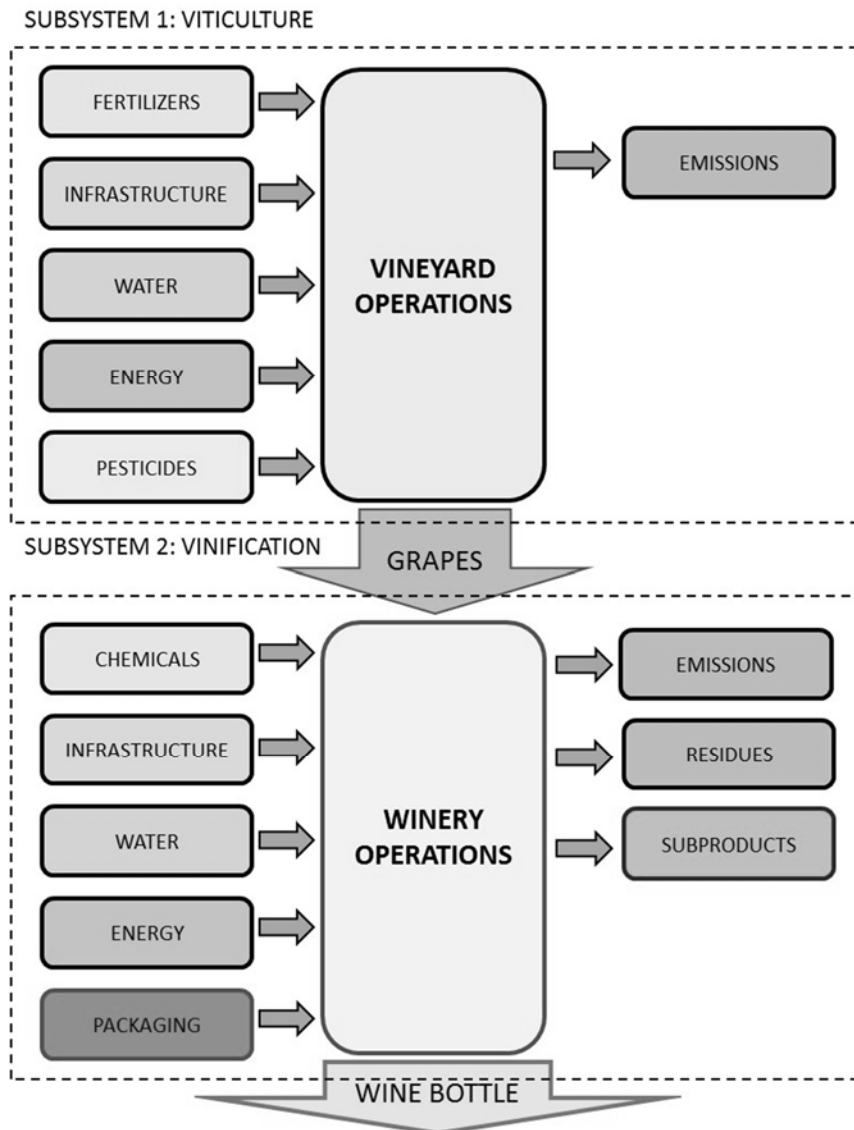 SUBSYSTEM 1: VITICULTURE
FERTILIZERS
INFRASTRUCTURE
WATER
ENERGY
PESTICIDES
VINEYARD
OPERATIONS
EMISSIONS
GRAPES
SUBSYSTEM 2: VINIFICATION
CHEMICALS
INFRASTRUCTURE
WATER
ENERGY
PACKAGING
WINERY
OPERATIONS
EMISSIONS
RESIDUES
SUBPRODUCTS
WINE BOTTLE